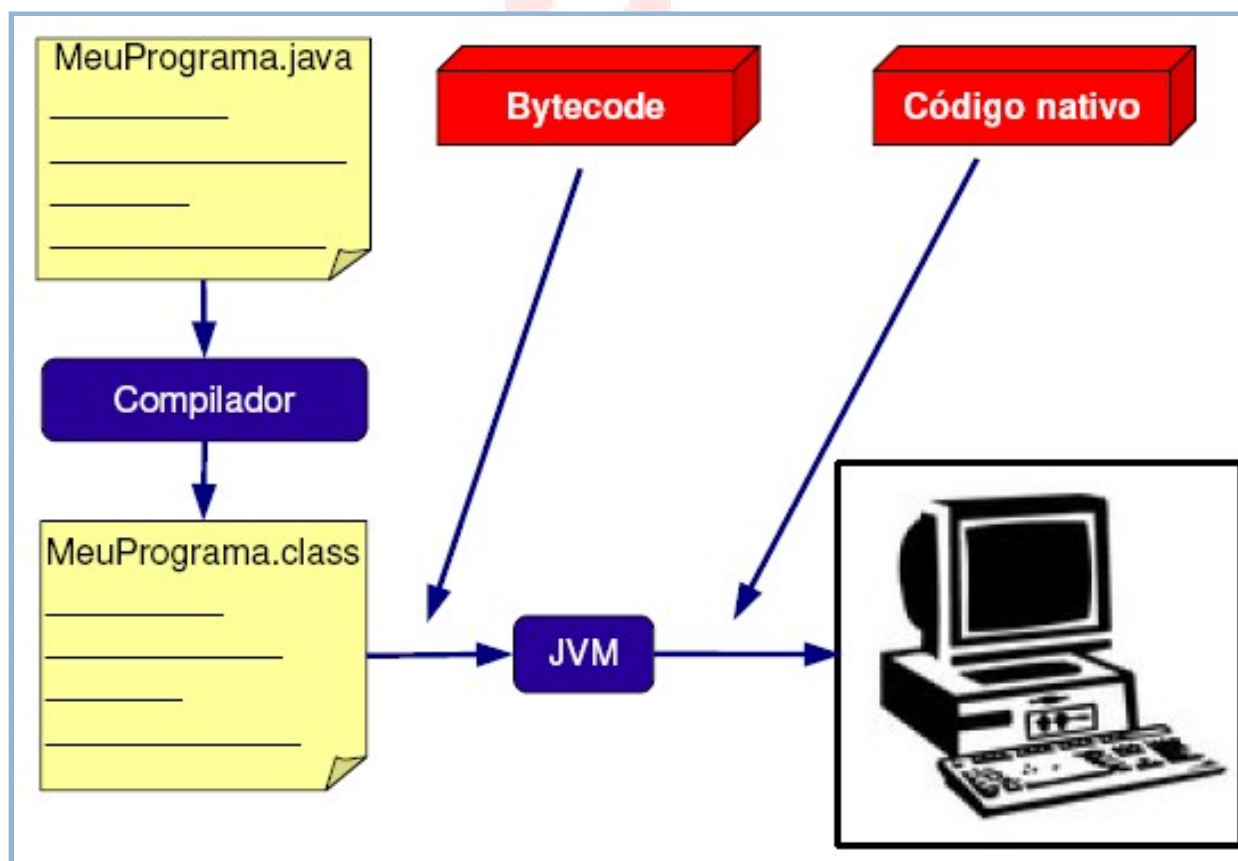 MeuPrograma.java
Bytecode
Código nativo
Compilador
MeuPrograma.class
JVM